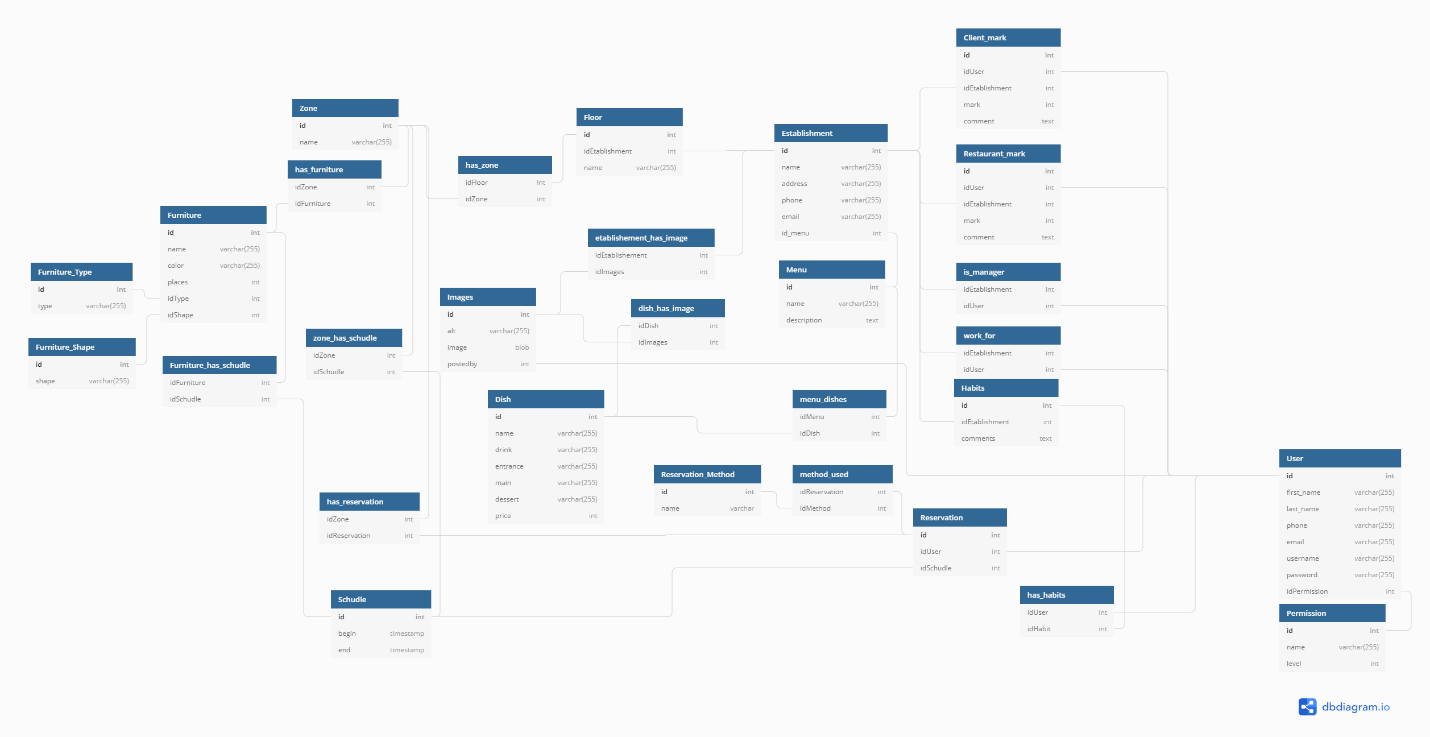 Client_mark
id int
idUser int
idEtablishment int
mark int
comment text
Zone
id int
name varchar(255)
Floor
id int
idEtablishment int
name varchar(255)
Establishment
id int
name varchar(255)
address varchar(255)
phone varchar(255)
email varchar(255)
id_menu int
Restaurant_mark
id int
idUser int
idEtablishment int
mark int
comment text
has_zone
idFloor int
idZone int
has_furniture
idZone int
idFurniture int
Furniture
id int
name varchar(255)
color varchar(255)
places int
idType int
idShape int
etablishement_has_image
idEtablishement int
idImages int
Furniture_Type
id int
type varchar(255)
Menu
id int
name varchar(255)
description text
is_manager
idEtablishment int
idUser int
Images
id int
alt varchar(255)
image blob
postedby int
dish_has_image
idDish int
idImages int
zone_has_schudle
idZone int
idSchudle int
work_for
idEtablishment int
idUser int
Furniture_Shape
id int
shape varchar(255)
Furniture_has_schudle
idFurniture int
idSchudle int
Habits
id int
idEtablishment int
comments text
Dish
id int
name varchar(255)
drink varchar(255)
entrance varchar(255)
main varchar(255)
dessert varchar(255)
price int
menu_dishes
idMenu int
idDish int
User
id int
first_name varchar(255)
last_name varchar(255)
phone varchar(255)
email varchar(255)
username varchar(255)
password varchar(255)
idPermission int
Reservation_Method
id int
name varchar
method_used
idReservation int
idMethod int
has_reservation
idZone int
idReservation int
Reservation
id int
idUser int
idSchudle int
has_habits
idUser int
idHabit int
Schudle
id int
begin timestamp
end timestamp
Permission
id int
name varchar(255)
level int
dbdiagram.io